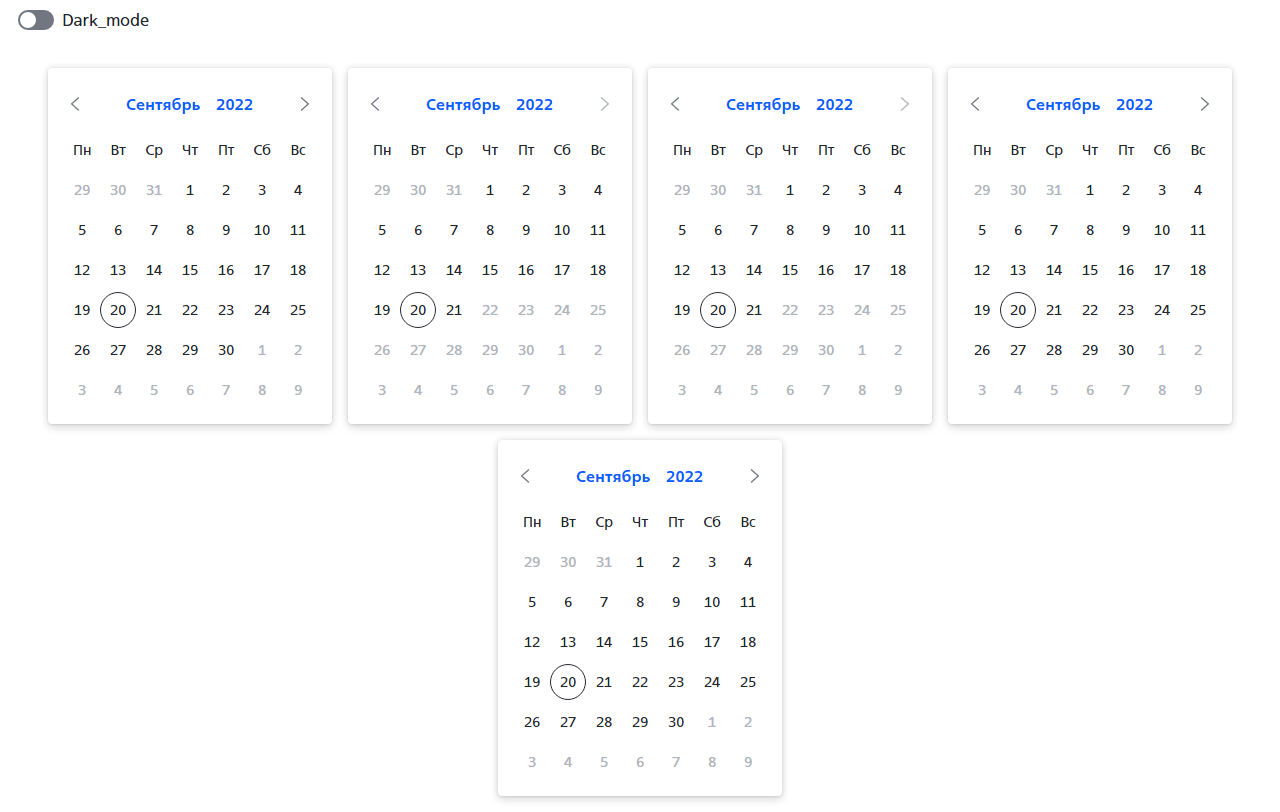 Dark_mode
Сентябрь 2022 Сентябрь 2022 Сентябрь 2022 Сентябрь 2022
Пн Вт Ср Чт Пт Сб Вс Пн Вт Ср Чт Пт Сб Вс Пн Вт Ср Чт Пт Сб Вс Пн Вт Ср Чт Пт Сб Вс
29 30 31 1 2 3 4 29 30 31 1 2 3 4 29 30 31 1 2 3 4 29 30 31 1 2 3 4
5 6 7 8 9 10 11 5 6 7 8 9 10 11 5 6 7 8 9 10 11 5 6 7 8 9 10 11
12 13 14 15 16 17 18 12 13 14 15 16 17 18 12 13 14 15 16 17 18 12 13 14 15 16 17 18
19 20 21 22 23 24 25 19 20 21 22 23 24 25 19 20 21 22 23 24 25 19 20 21 22 23 24 25
26 27 28 29 30 1 2 26 27 28 29 30 1 2 26 27 28 29 30 1 2 26 27 28 29 30 1 2
3 4 5 6 7 8 9 3 4 5 6 7 8 9 3 4 5 6 7 8 9 3 4 5 6 7 8 9
Сентябрь 2022
Пн Вт Ср Чт Пт Сб Вс
29 30 31 1 2 3 4
5 6 7 8 9 10 11
12 13 14 15 16 17 18
19 20 21 22 23 24 25
26 27 28 29 30 1 2
3 4 5 6 7 8 9